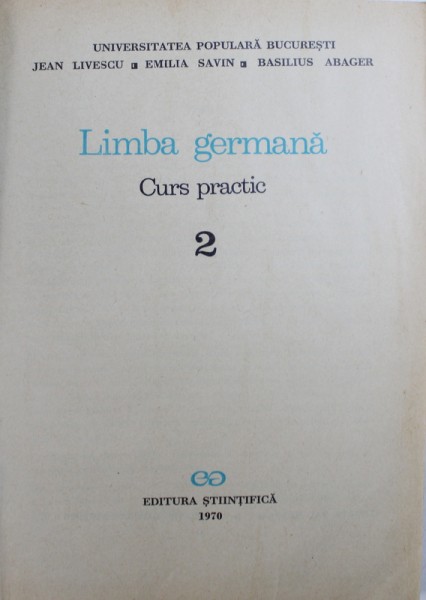 UNIVERSITATEA POPULARĂ BUCUREȘTI
JEAN LIVESCU ■ EMILIA SAVIN ■ BASILIUS ABAGER
Limba germană
Curs practic
2
EDITURA ȘTIINȚIFICĂ
1970